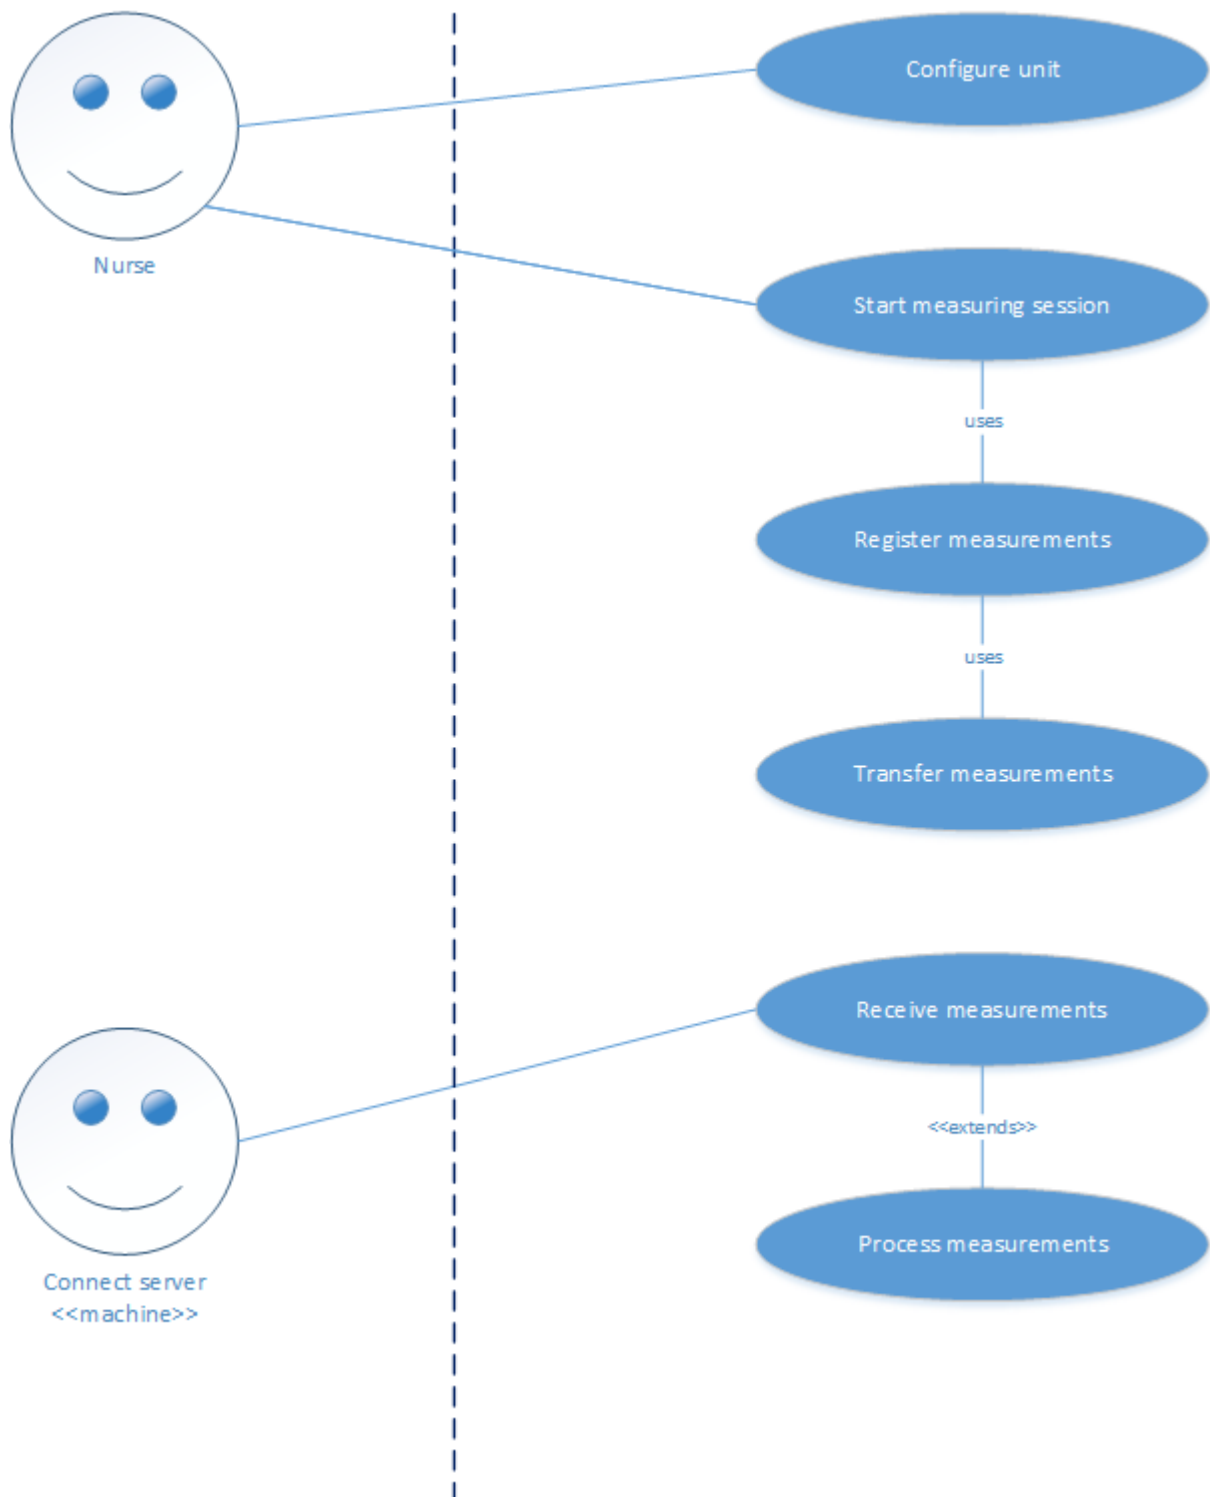 Configure unit
Nurse
Start measuring session
uses
Register measurements
uses
Transfer measurements
Receive measurements
<<extends>>
Process measurements
Connect server
<<machine>>